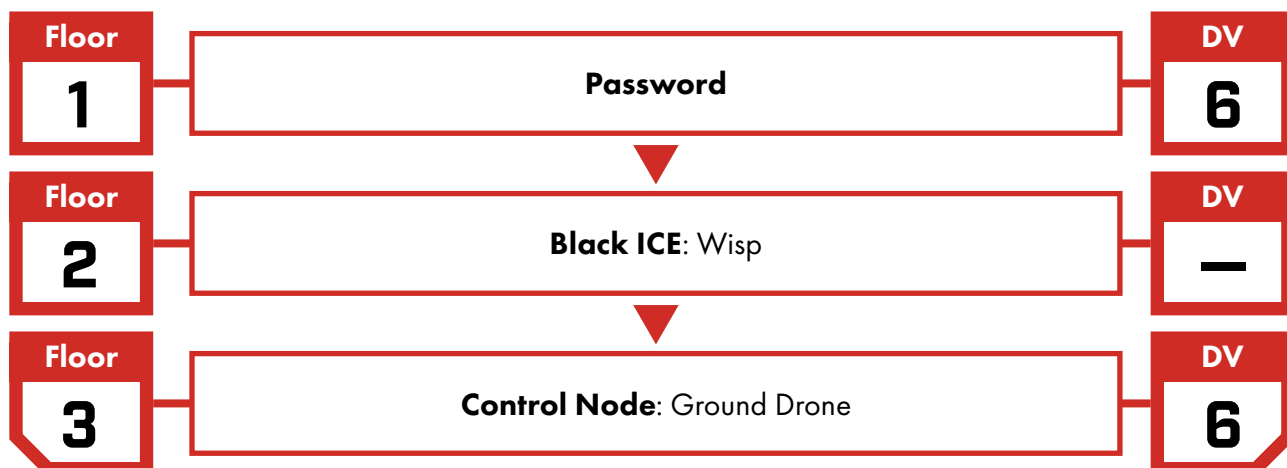 Floor
1
Password
DV
6
Floor
2
Black ICE: Wisp
DV
—
Floor
3
Control Node: Ground Drone
DV
6